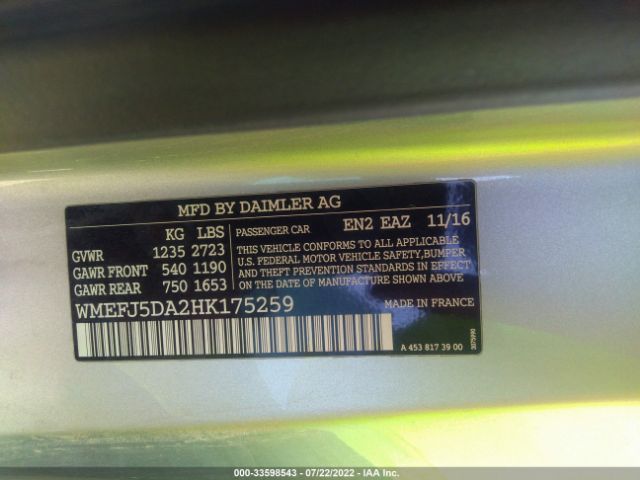 MFD BY DAIMLER AG
KG LBS
GVWR 1235 2723
GAWR FRONT 540 1190
GAWR REAR 750 1653
PASSENGER CAR EN2 EAZ 11/16
THIS VEHICLE CONFORMS TO ALL APPLICABLE
U.S. FEDERAL MOTOR VEHICLE SAFETY,BUMPER
AND THEFT PREVENTION STANDARDS IN EFFECT
ON THE DATE OF MANUFACTURE SHOWN ABOVE
WMEFJ5DA2HK175259 MADE IN FRANCE
A 453 817 39 00
3075990
000-33598543 / 07/22/2022 - IAA Inc.